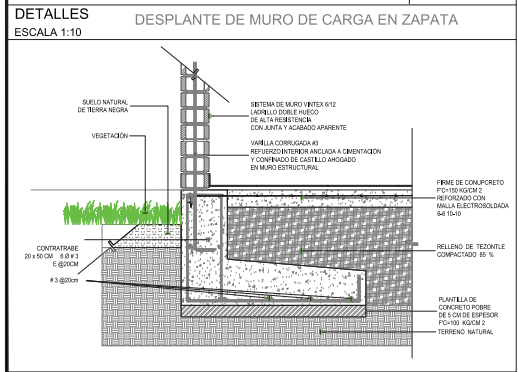 DETALLES
ESCALA 1:10
DESPLANTE DE MURO DE CARGA EN ZAPATA
SUELO NATURAL
DE TIERRA NEGRA
VEGETACIÓN
SISTEMA DE MURO VINTEX 6/12
LADRILLO DOBLE HUECO
DE ALTA RESISTENCIA
CON JUNTA Y ACABADO APARENTE
VARILLA CORRUGADA #3
REFUERZO INTERIOR ANCLADA A CIMENTACIÓN
Y CONFINADO DE CASTILLO AHOGADO
EN MURO ESTRUCTURAL
FIRME DE CONUPCRETO
F'C=150 KG/CM 2
REFORZADO CON
MALLA ELECTROSOLDADA
6-6 10-10
CONTRATRABE
20 x 50 CM 6 Ø # 3
E @20CM
# 3 @20cm
RELLENO DE TEZONTLE
COMPACTADO 85 %
PLANTILLA DE
CONCRETO POBRE
DE 5 CM DE ESPESOR
F'C=100 KG/CM 2
TERRENO NATURAL